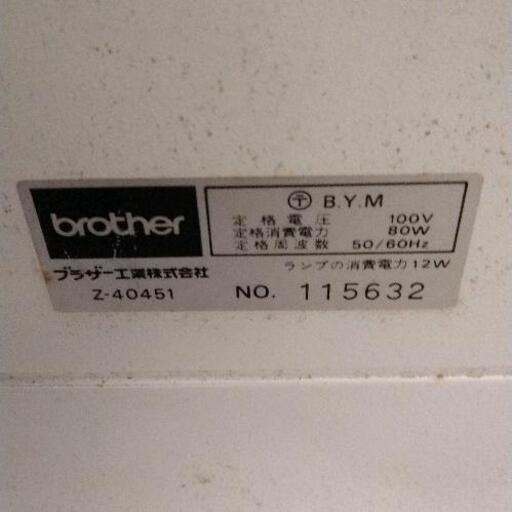 brother
ブラザー工業株式会社
Z-40451
〒 B.Y.M
定格電圧 100V
定格消費電力 80W
定格周波数 50/60Hz
ランプの消費電力12W
NO. 115632